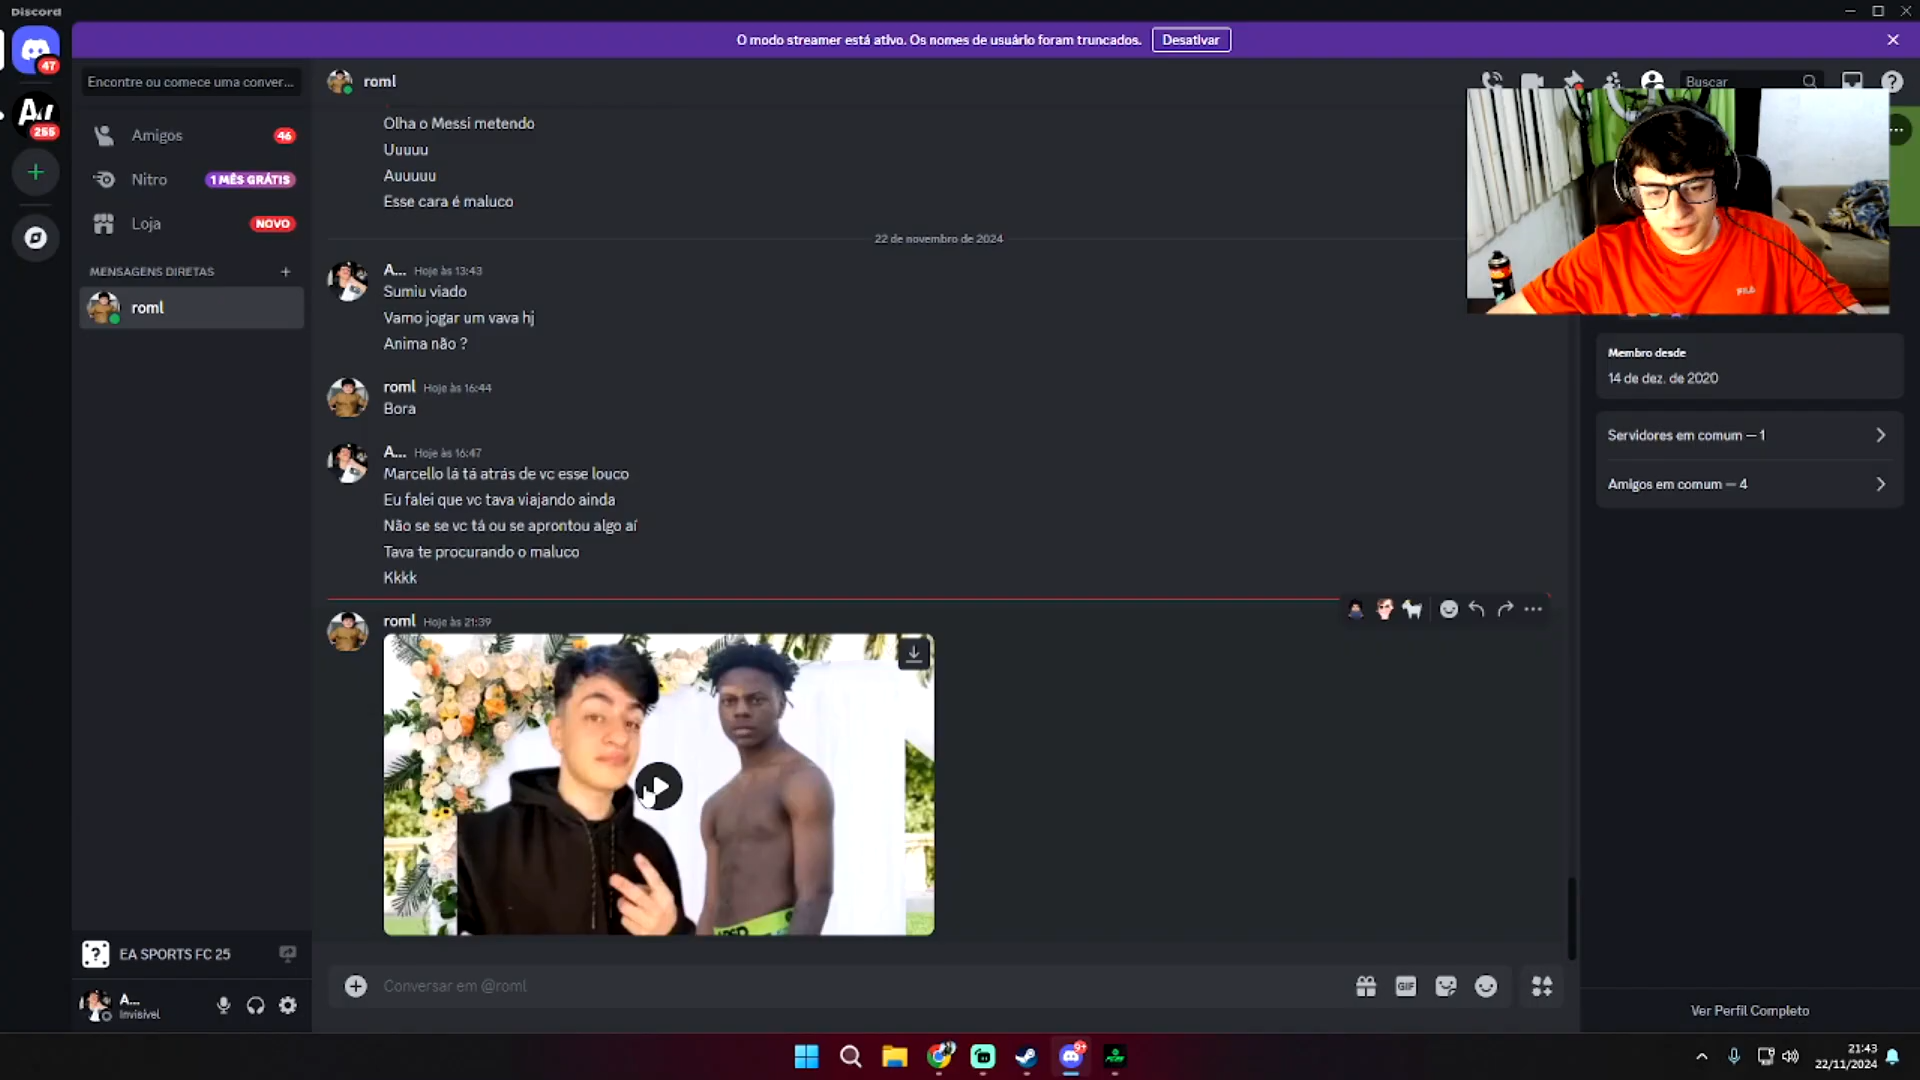 Discord
O modo streamer está ativo. Os nomes de usuário foram truncados.
Desativar
47
255
Encontre ou comece uma conver...
Amigos
46
Nitro
1 MÊS GRÁTIS
Loja
NOVO
MENSAGENS DIRETAS
roml
roml
Buscar
Olha o Messi metendo
Uuuuu
Auuuuu
Esse cara é maluco
22 de novembro de 2024
A... Hoje às 13:43
Sumiu viado
Vamo jogar um vava hj
Anima não ?
roml Hoje às 16:44
Bora
A... Hoje às 16:47
Marcello lá tá atrás de vc esse louco
Eu falei que vc tava viajando ainda
Não se se vc tá ou se aprontou algo aí
Tava te procurando o maluco
Kkkk
roml Hoje às 21:39
Conversar em @roml
GIF
FILA
Membro desde
14 de dez. de 2020
Servidores em comum — 1
Amigos em comum — 4
Ver Perfil Completo
EA SPORTS FC 25
A...
Invisível
9+
21:43
22/11/2024